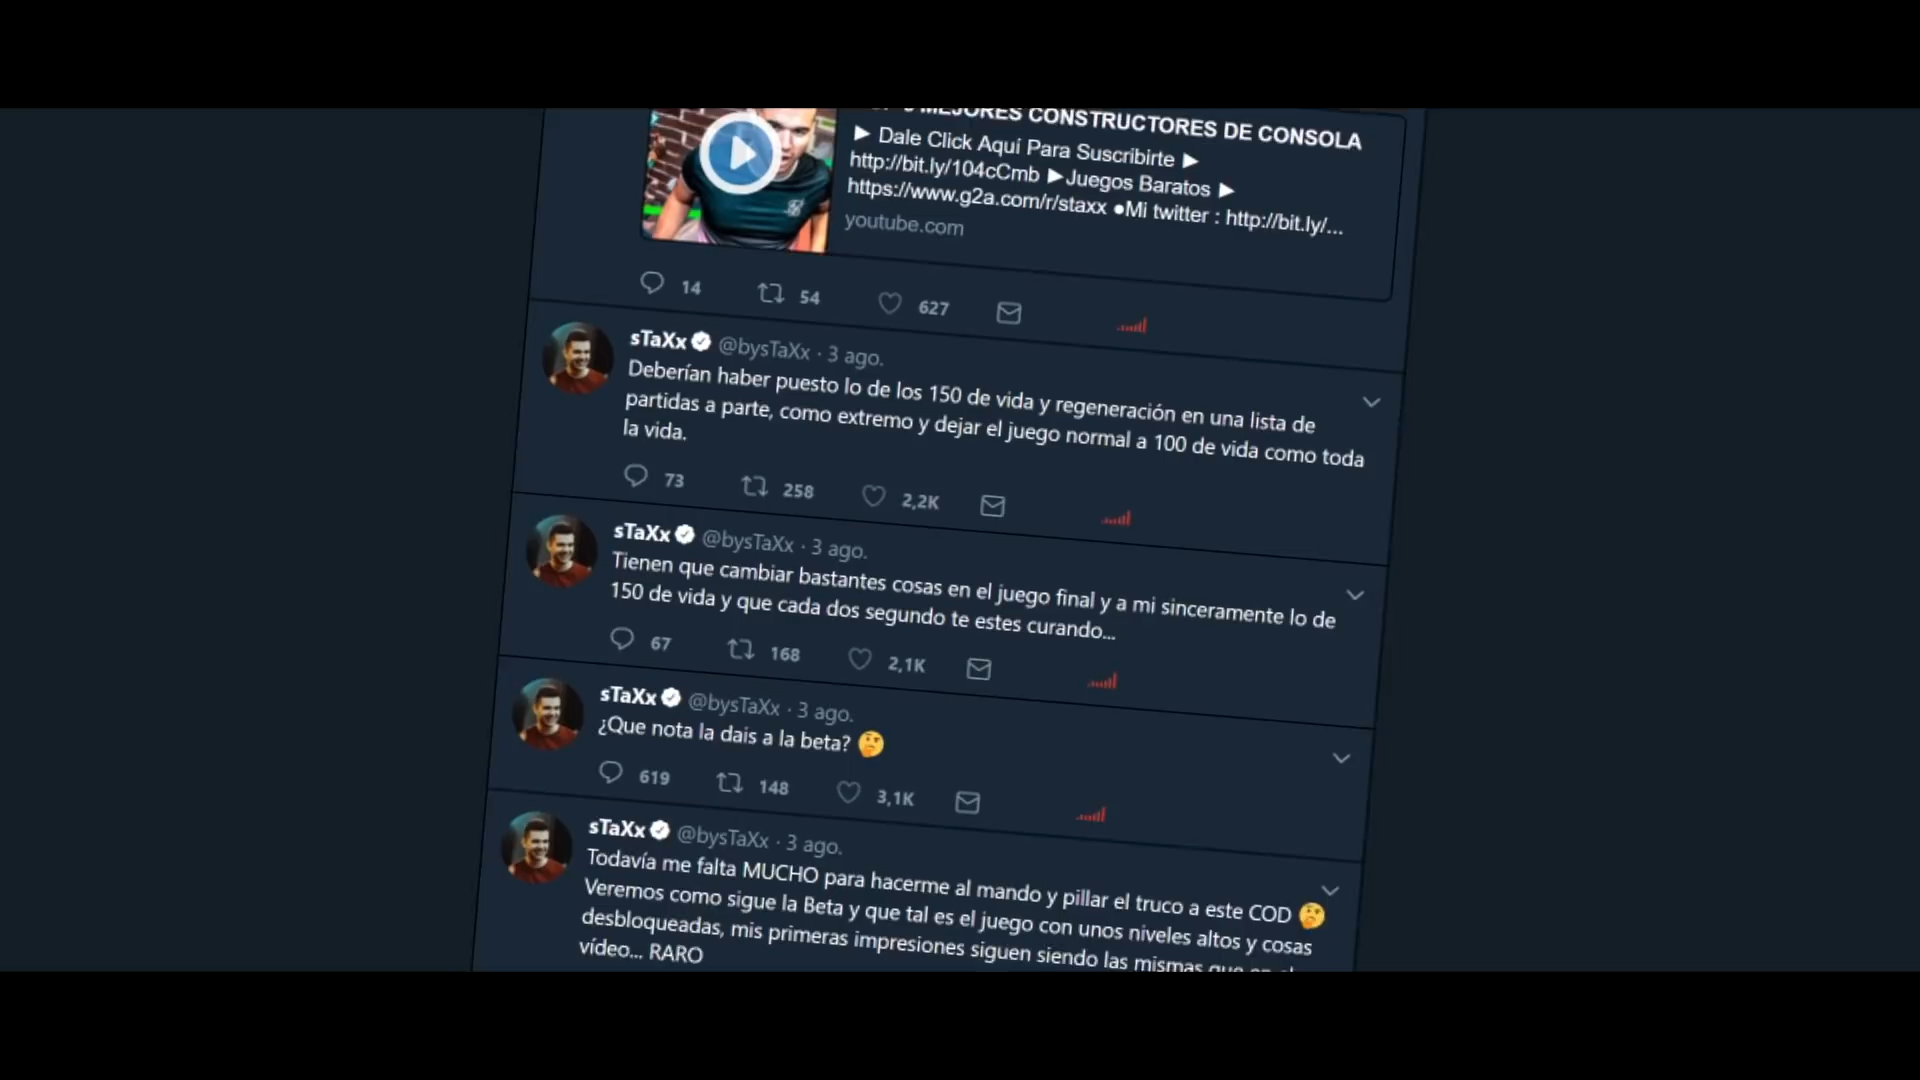 MEJORES CONSTRUCTORES DE CONSOLA
► Dale Click Aqui Para Suscribirte ►
http://bit.ly/104cCmb ►Juegos Baratos ►
https://www.g2a.com/r/staxx ●Mi twitter : http://bit.ly/...
youtube.com
14 54 627
sTaXx @bysTaXx · 3 ago.
Deberían haber puesto lo de los 150 de vida y regeneración en una lista de
partidas a parte, como extremo y dejar el juego normal a 100 de vida como toda
la vida.
73 258 2,2K
sTaXx @bysTaXx · 3 ago.
Tienen que cambiar bastantes cosas en el juego final y a mi sinceramente lo de
150 de vida y que cada dos segundo te estes curando...
67 168 2,1K
sTaXx @bysTaXx · 3 ago.
¿Que nota la dais a la beta? 🤔
619 148 3,1K
sTaXx @bysTaXx · 3 ago.
Todavía me falta MUCHO para hacerme al mando y pillar el truco a este COD 🤔
Veremos como sigue la Beta y que tal es el juego con unos niveles altos y cosas
desbloqueadas, mis primeras impresiones siguen siendo las mismas que en el
vídeo... RARO